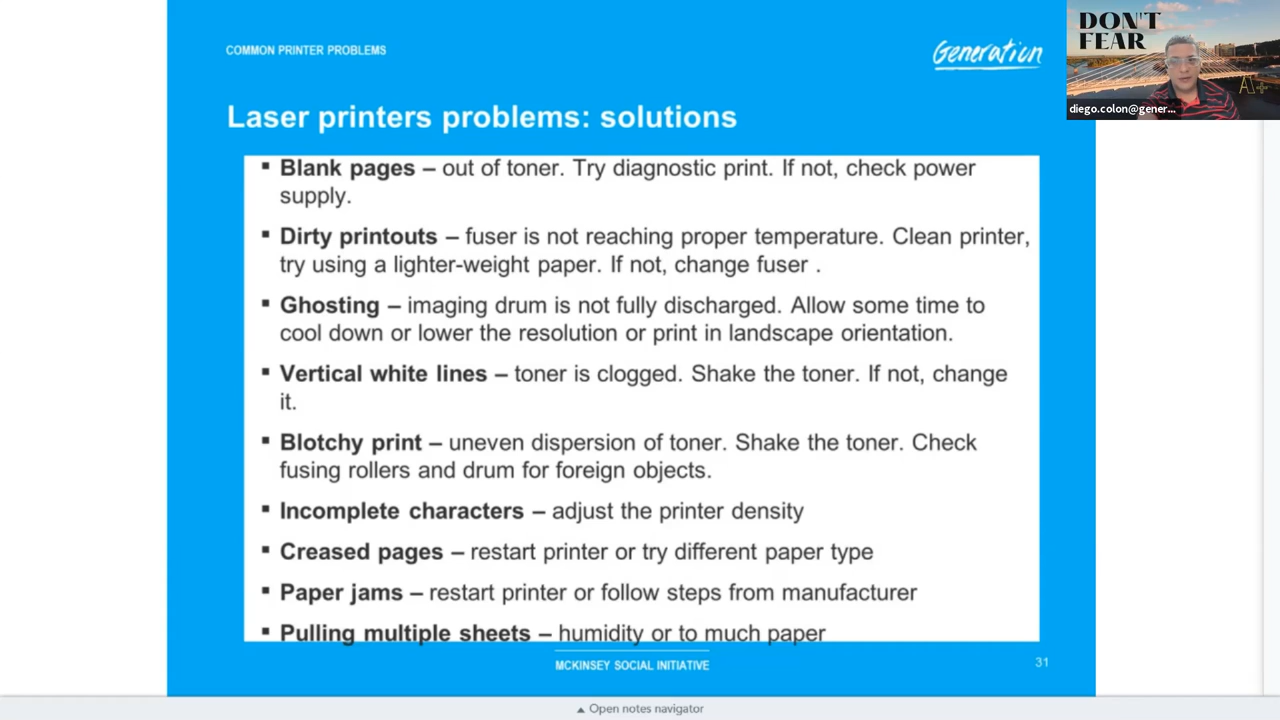 COMMON PRINTER PROBLEMS
Generation
DON'T
FEAR
A+
diego.colon@gener...
Laser printers problems: solutions
▪ Blank pages – out of toner. Try diagnostic print. If not, check power
supply.
▪ Dirty printouts – fuser is not reaching proper temperature. Clean printer,
try using a lighter-weight paper. If not, change fuser .
▪ Ghosting – imaging drum is not fully discharged. Allow some time to
cool down or lower the resolution or print in landscape orientation.
▪ Vertical white lines – toner is clogged. Shake the toner. If not, change
it.
▪ Blotchy print – uneven dispersion of toner. Shake the toner. Check
fusing rollers and drum for foreign objects.
▪ Incomplete characters – adjust the printer density
▪ Creased pages – restart printer or try different paper type
▪ Paper jams – restart printer or follow steps from manufacturer
▪ Pulling multiple sheets – humidity or to much paper
MCKINSEY SOCIAL INITIATIVE
31
Open notes navigator